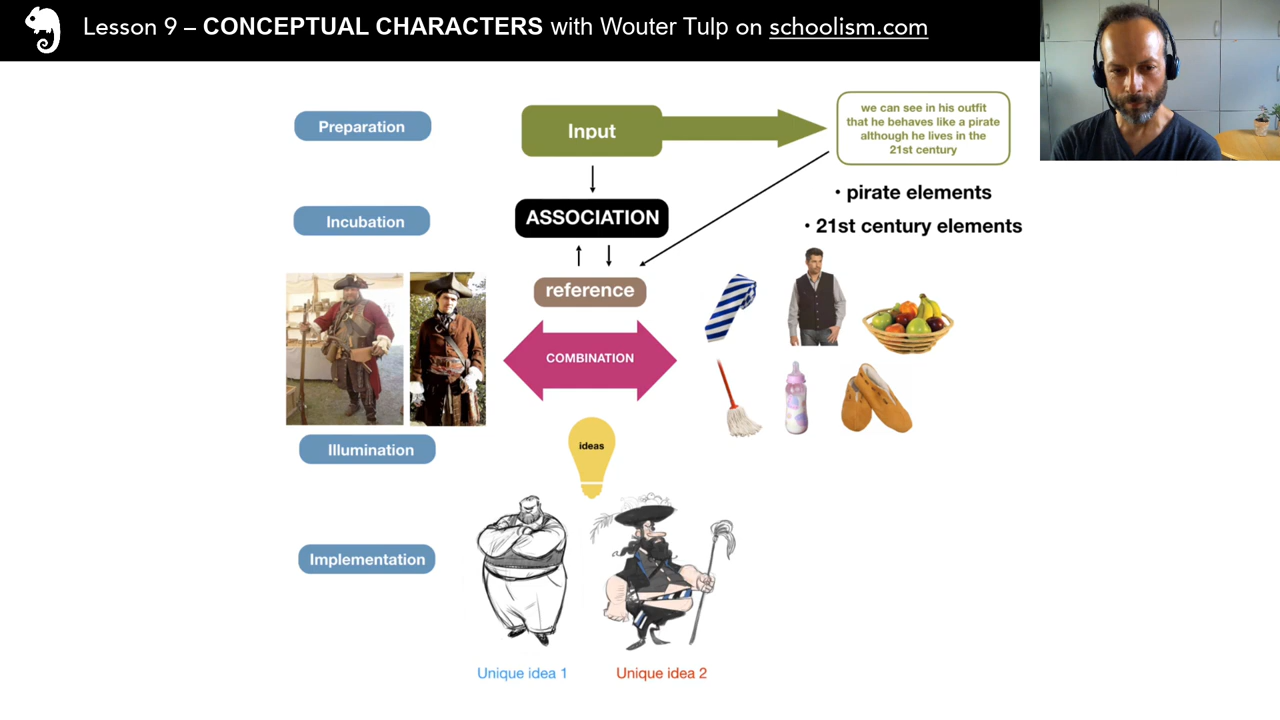 Lesson 9 – CONCEPTUAL CHARACTERS with Wouter Tulp on schoolism.com
Preparation
Input
we can see in his outfit
that he behaves like a pirate
although he lives in the
21st century
• pirate elements
Incubation
ASSOCIATION
• 21st century elements
reference
COMBINATION
Illumination
ideas
Implementation
Unique idea 1
Unique idea 2